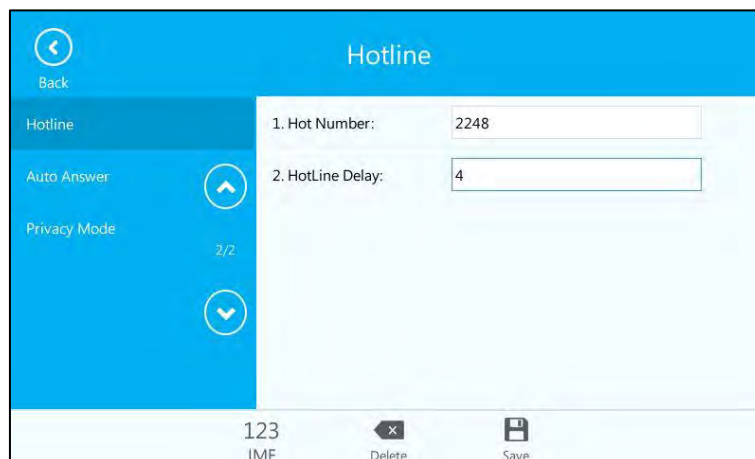 Hotline
Back
Hotline
Auto Answer
Privacy Mode
2/2
1. Hot Number: 2248
2. HotLine Delay: 4
123
IME
Delete
Save